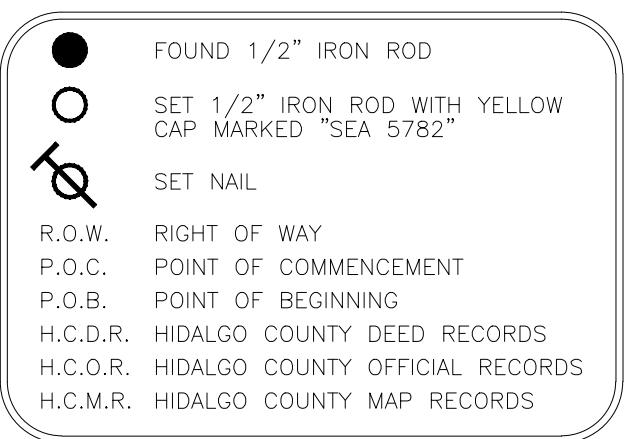 FOUND 1/2" IRON ROD
SET 1/2" IRON ROD WITH YELLOW
CAP MARKED "SEA 5782"
SET NAIL
R.O.W. RIGHT OF WAY
P.O.C. POINT OF COMMENCEMENT
P.O.B. POINT OF BEGINNING
H.C.D.R. HIDALGO COUNTY DEED RECORDS
H.C.O.R. HIDALGO COUNTY OFFICIAL RECORDS
H.C.M.R. HIDALGO COUNTY MAP RECORDS